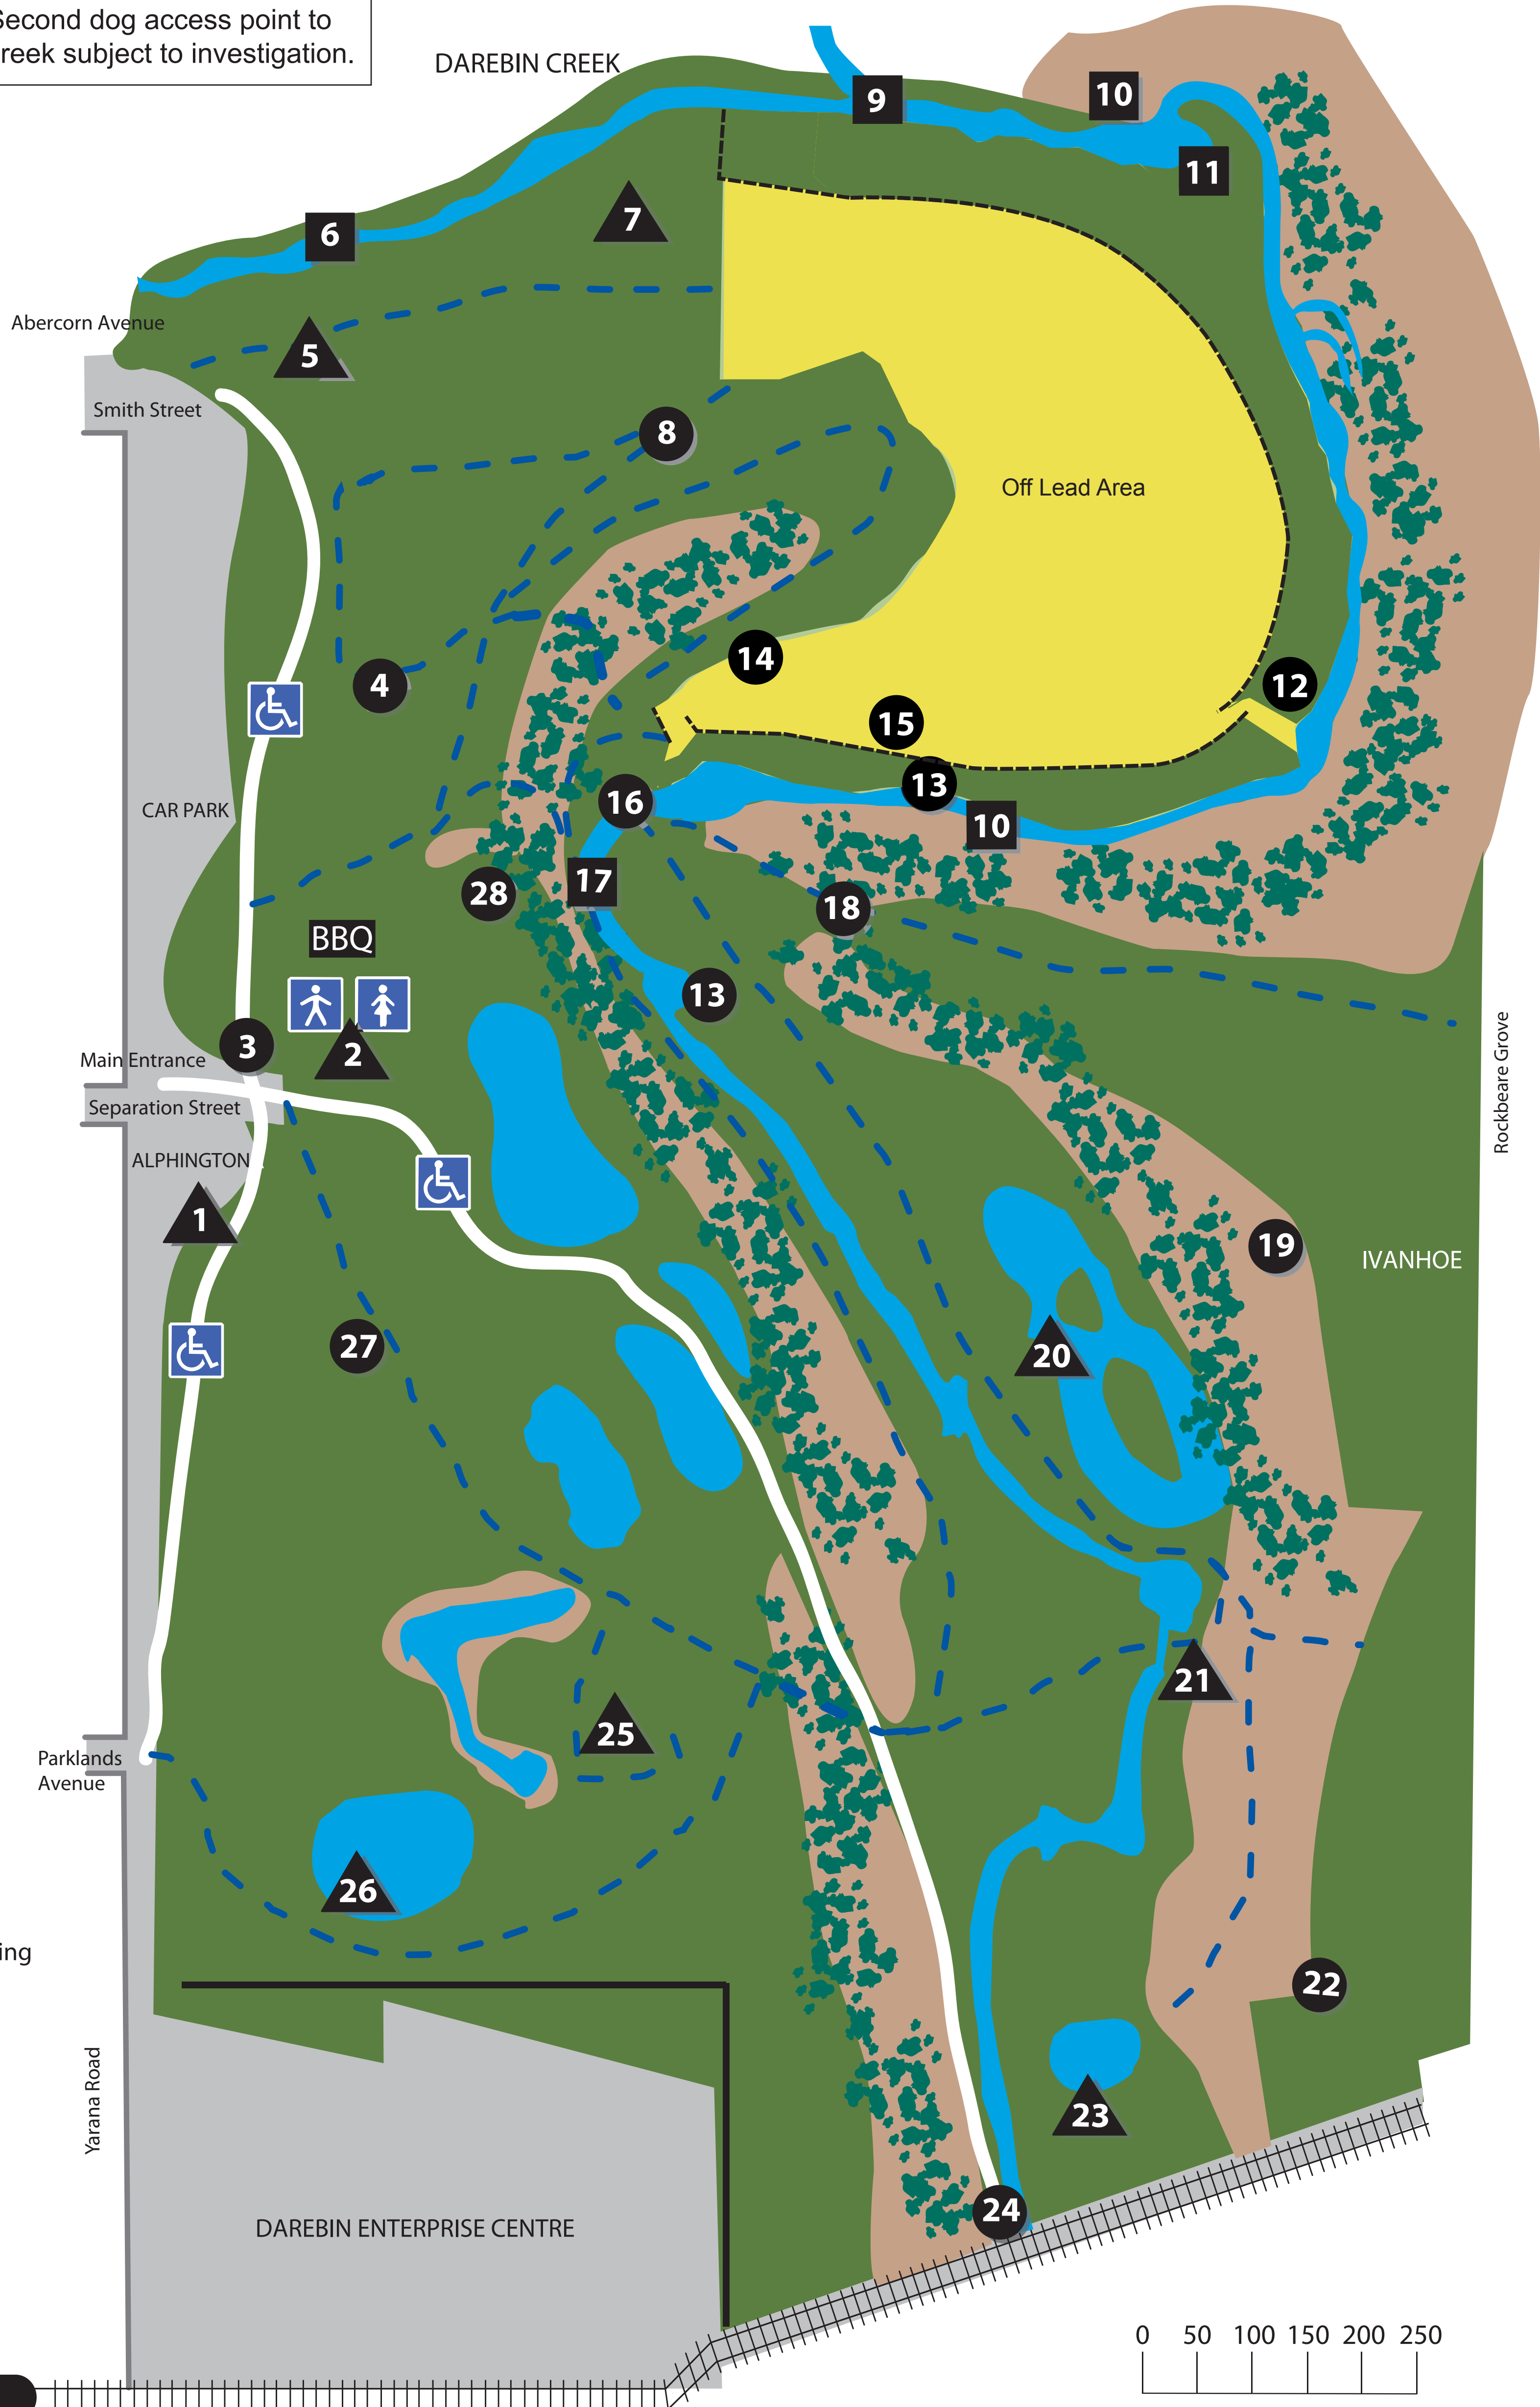 Second dog access point to
reek subject to investigation.
DAREBIN CREEK
9
10
11
6
7
Abercorn Avenue
5
Smith Street
8
Off Lead Area
4
14
12
15
CAR PARK
16
13
10
17
28
18
BBQ
13
Main Entrance
3
2
Separation Street
Rockbeare Grove
ALPHINGTON
1
19
IVANHOE
27
20
21
25
Parklands
Avenue
26
ing
22
Yarana Road
23
24
DAREBIN ENTERPRISE CENTRE
0 50 100 150 200 250